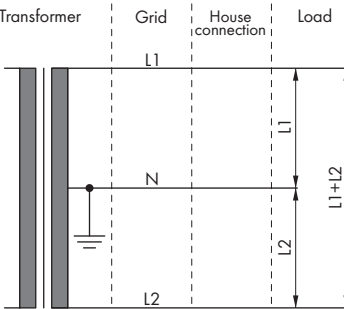 Transformer
Grid
House
connection
Load
L1
L1
N
L1+L2
L2
L2